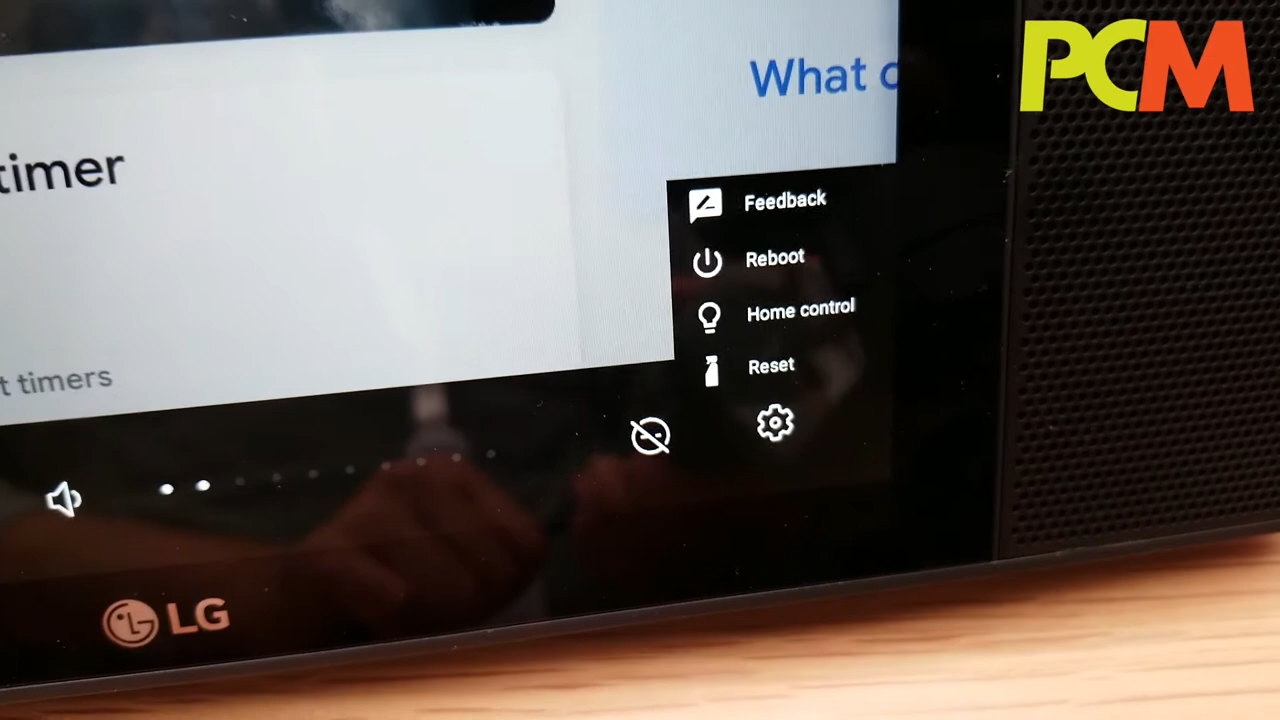 PCM
What
timer
Feedback
Reboot
Home control
Reset
t timers
LG